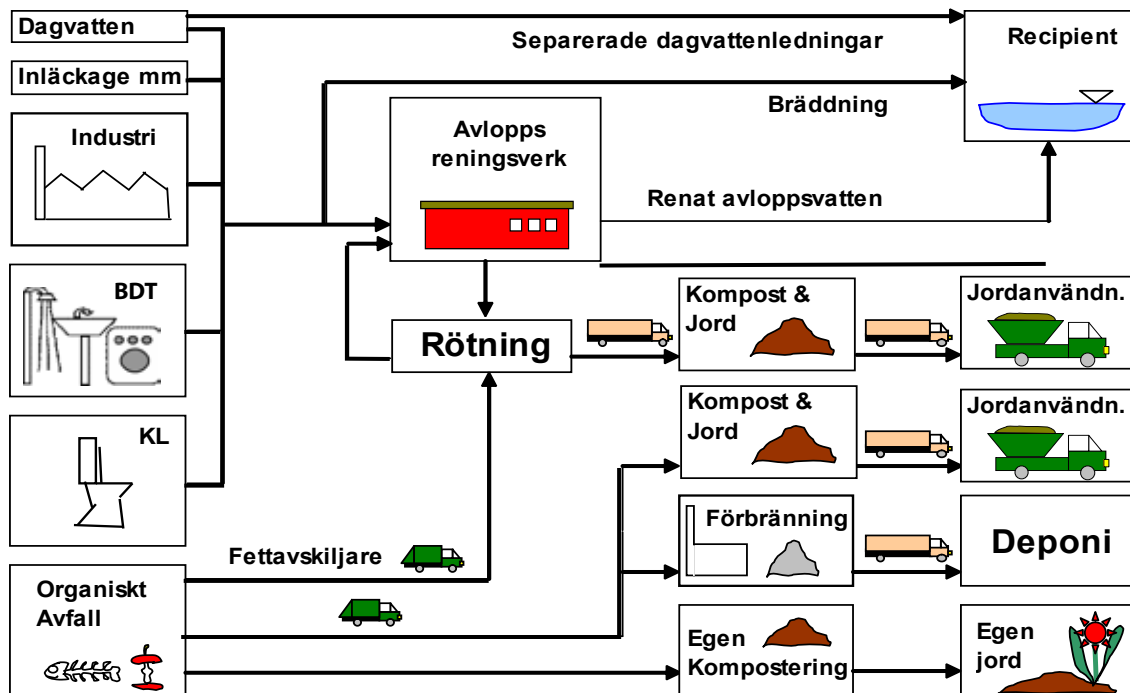 Dagvatten
Separerade dagvattenledningar
Recipient
Inläckage mm
Bräddning
Industri
Avlopps
reningsverk
Renat avloppsvatten
BDT
Rötning
Kompost &
Jord
Jordanvändn.
KL
Kompost &
Jord
Jordanvändn.
Förbränning
Deponi
Fettavskiljare
Organiskt
Avfall
Egen
Kompostering
Egen
jord